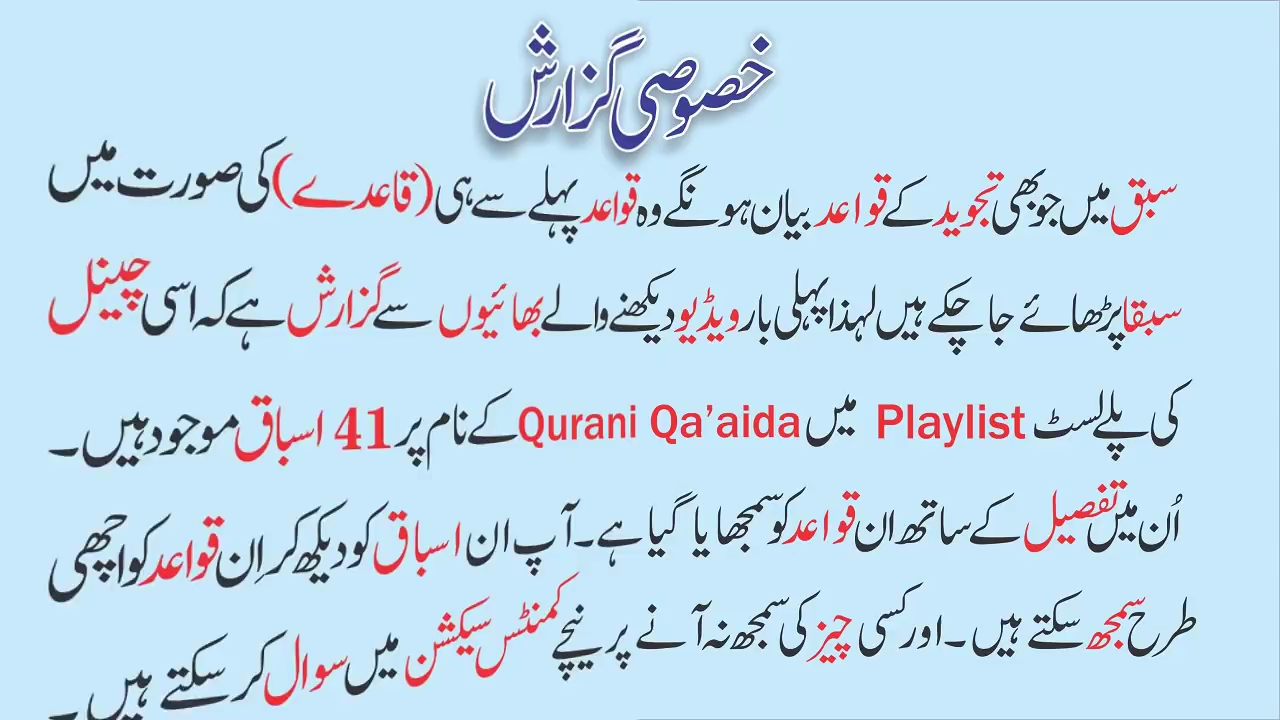 خصوصی گزارش
سبق میں جو بھی تجوید کے قواعد بیان ہونگے وہ قواعد پہلے سے ہی (قاعدے) کی صورت میں
سبقا پڑھائے جا چکے ہیں لہذا پہلی بار ویڈیو دیکھنے والے بھائیوں سے گزارش ہے کہ اسی چینل
کی پلے لسٹ Playlist میں Qurani Qa’aida کے نام پر 41 اسباق موجود ہیں۔
اُن میں تفصیل کے ساتھ ان قواعد کو سمجھایا گیا ہے۔ آپ ان اسباق کو دیکھ کر اِن قواعد کو اچھی
طرح سمجھ سکتے ہیں۔ اور کسی چیز کی سمجھ نہ آنے پر نیچے کمنٹس سیکشن میں سوال کر سکتے ہیں۔